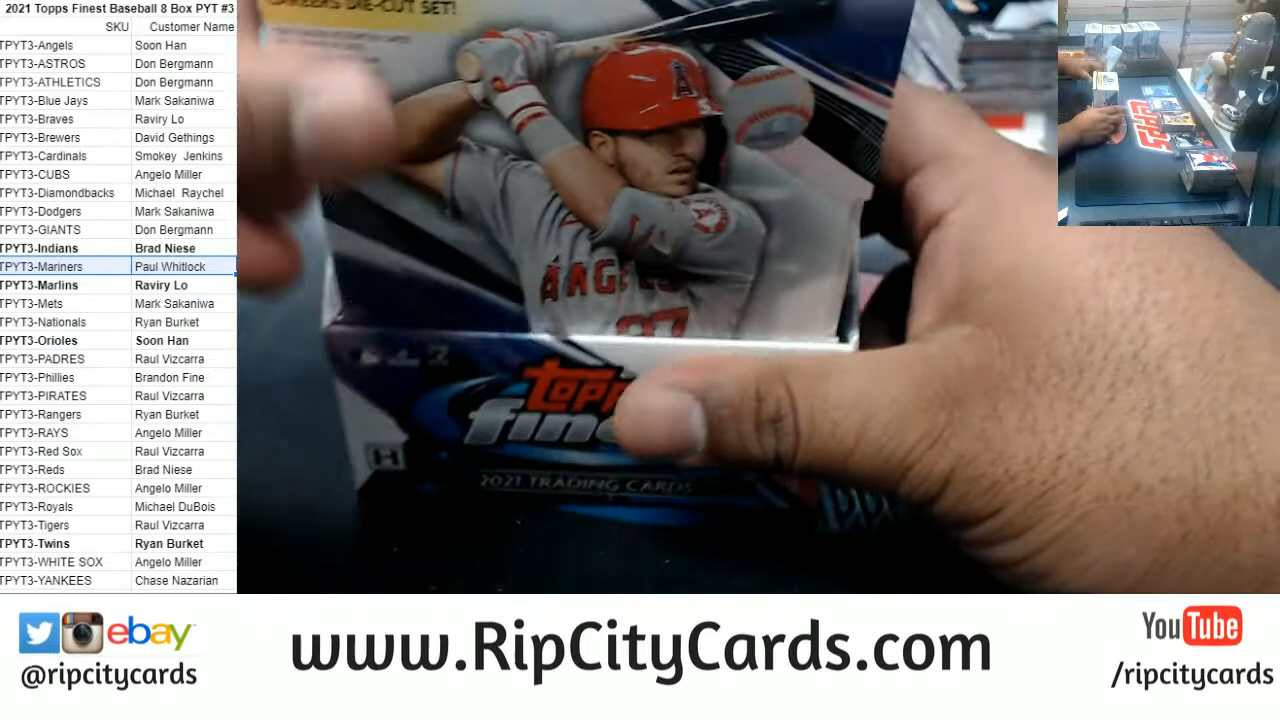 2021 Topps Finest Baseball 8 Box PYT #3
SKU Customer Name
TPYT3-Angels Soon Han
TPYT3-ASTROS Don Bergmann
TPYT3-ATHLETICS Don Bergmann
TPYT3-Blue Jays Mark Sakaniwa
TPYT3-Braves Raviry Lo
TPYT3-Brewers David Gethings
TPYT3-Cardinals Smokey Jenkins
TPYT3-CUBS Angelo Miller
TPYT3-Diamondbacks Michael Raychel
TPYT3-Dodgers Mark Sakaniwa
TPYT3-GIANTS Don Bergmann
TPYT3-Indians Brad Niese
TPYT3-Mariners Paul Whitlock
TPYT3-Marlins Raviry Lo
TPYT3-Mets Mark Sakaniwa
TPYT3-Nationals Ryan Burket
TPYT3-Orioles Soon Han
TPYT3-PADRES Raul Vizcarra
TPYT3-Phillies Brandon Fine
TPYT3-PIRATES Raul Vizcarra
TPYT3-Rangers Ryan Burket
TPYT3-RAYS Angelo Miller
TPYT3-Red Sox Raul Vizcarra
TPYT3-Reds Brad Niese
TPYT3-ROCKIES Angelo Miller
TPYT3-Royals Michael DuBois
TPYT3-Tigers Raul Vizcarra
TPYT3-Twins Ryan Burket
TPYT3-WHITE SOX Angelo Miller
TPYT3-YANKEES Chase Nazarian
DIE-CUT SET!
A
ANGELS
27
H
2021 TRADING CARDS
TOPPS
ebay
@ripcitycards
www.RipCityCards.com
YouTube
/ripcitycards